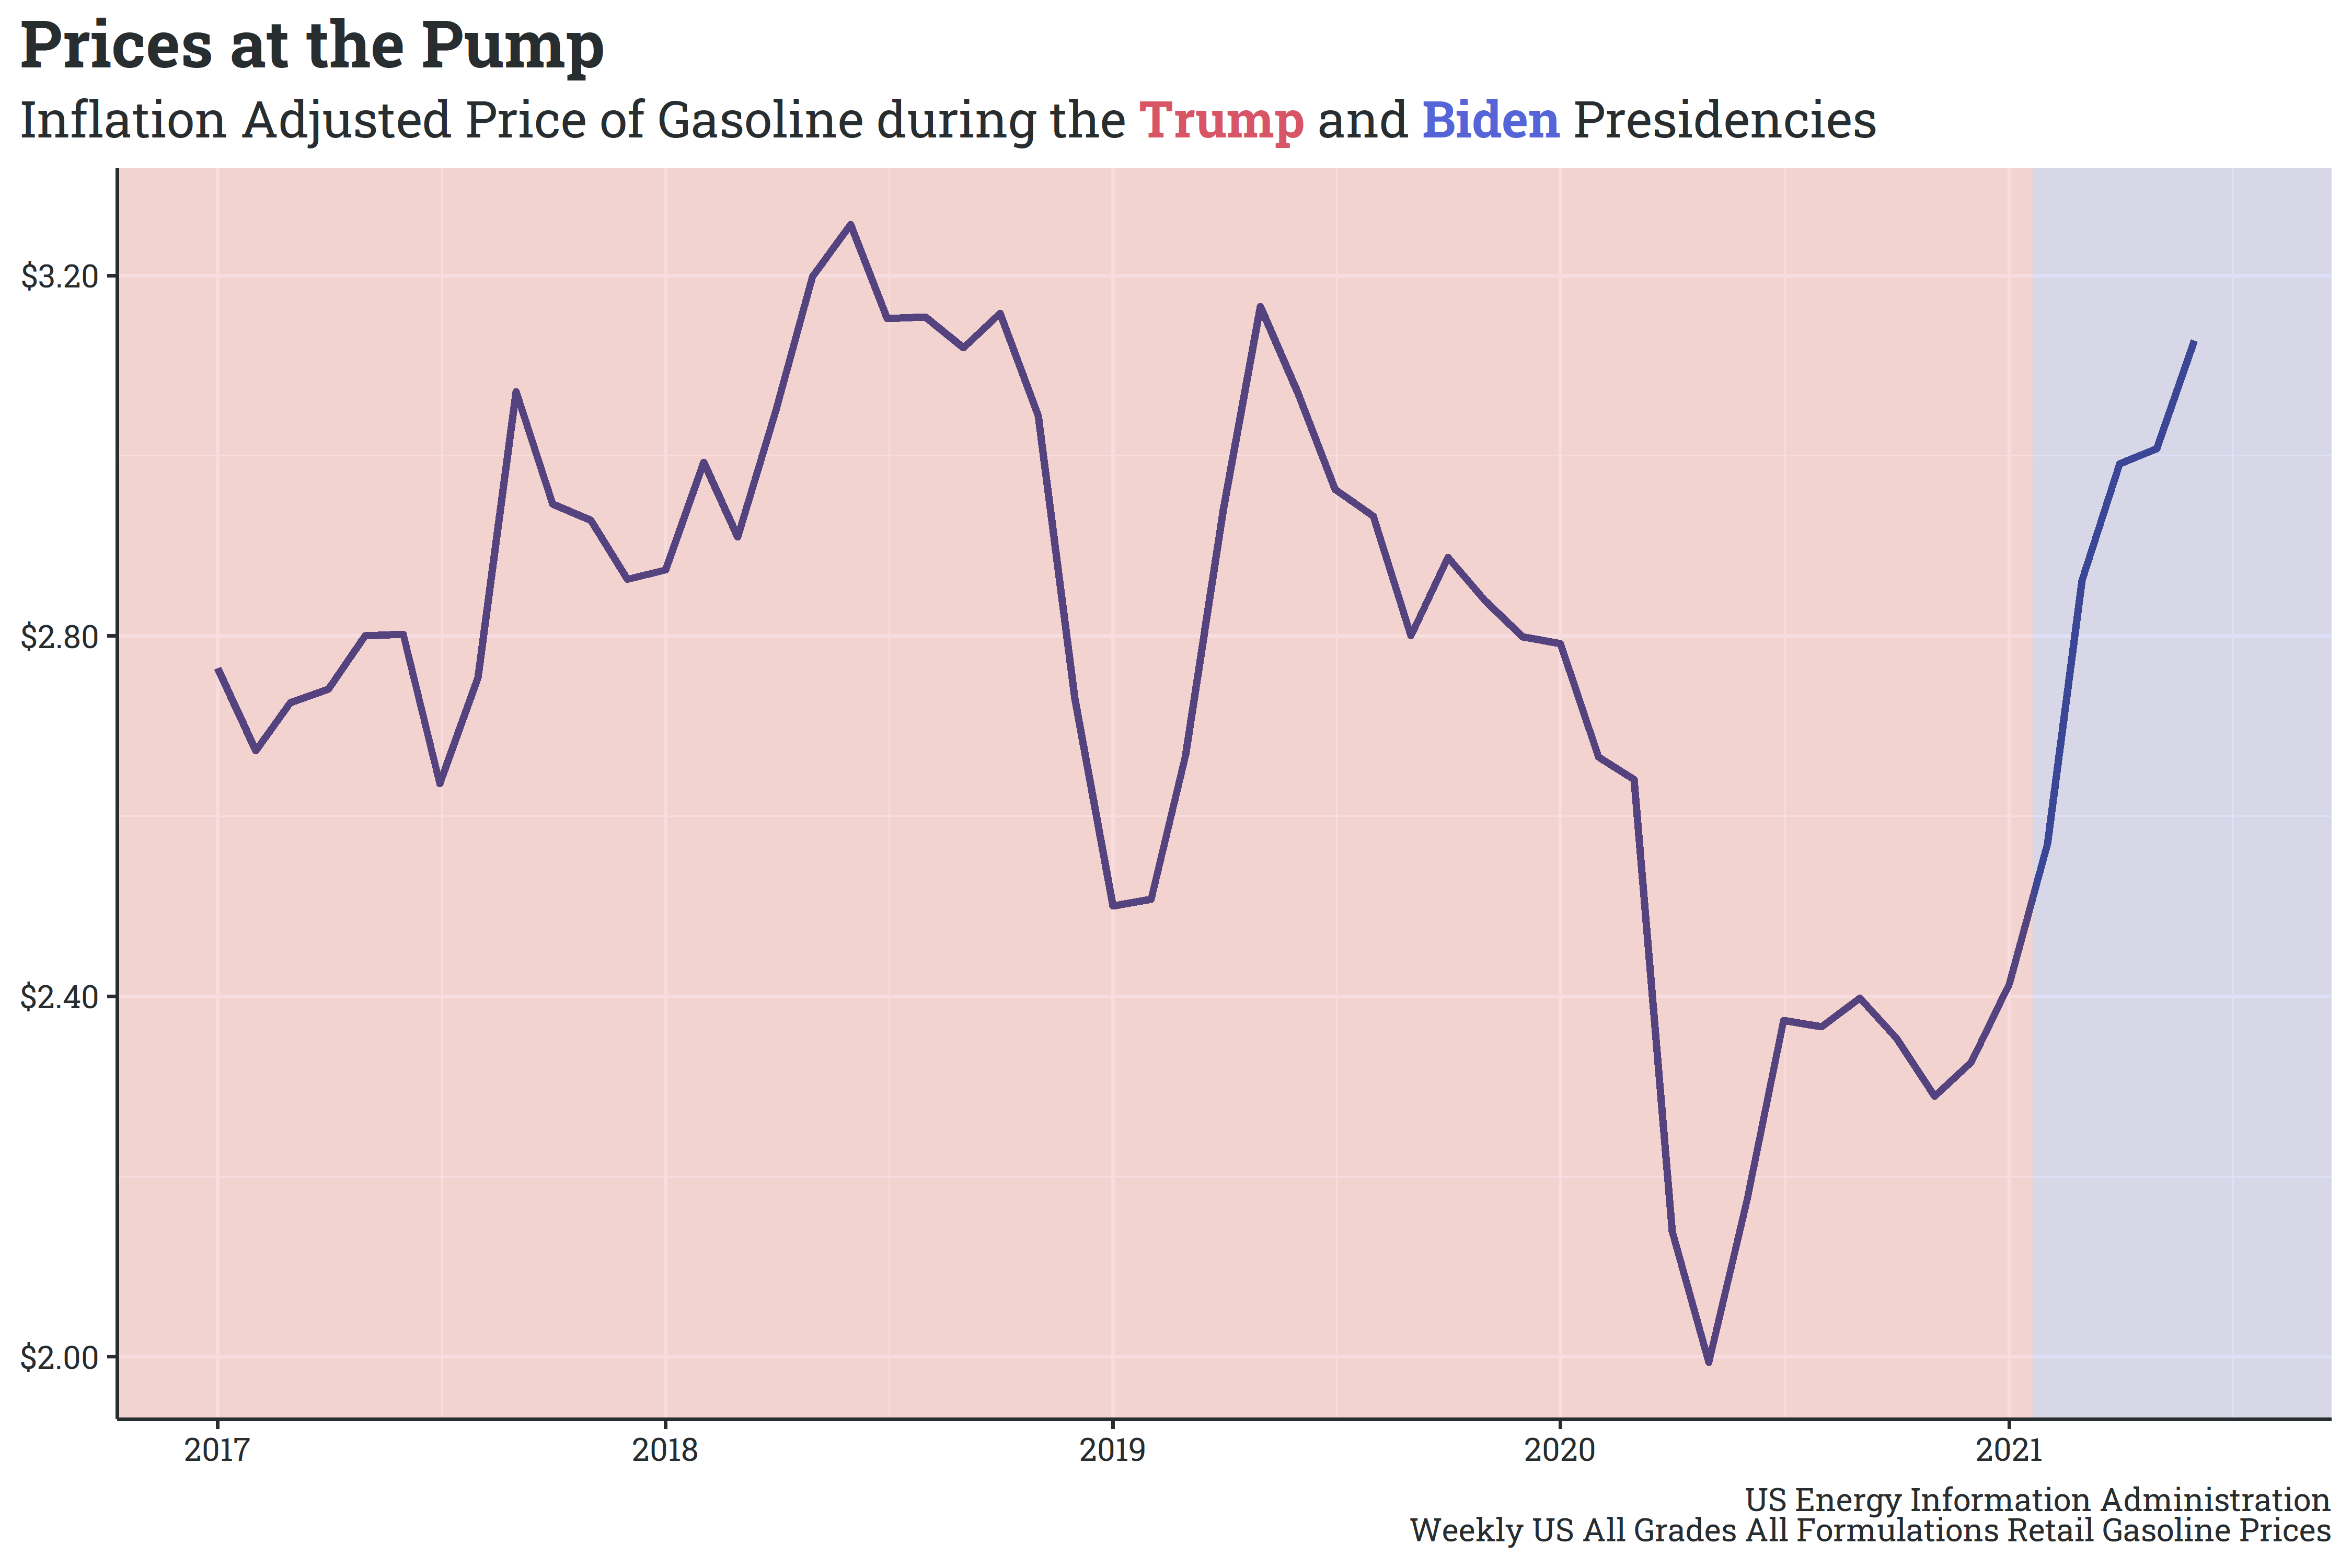 Prices at the Pump
Inflation Adjusted Price of Gasoline during the Trump and Biden Presidencies
$3.20
$2.80
$2.40
$2.00
2017
2018
2019
2020
2021
US Energy Information Administration
Weekly US All Grades All Formulations Retail Gasoline Prices